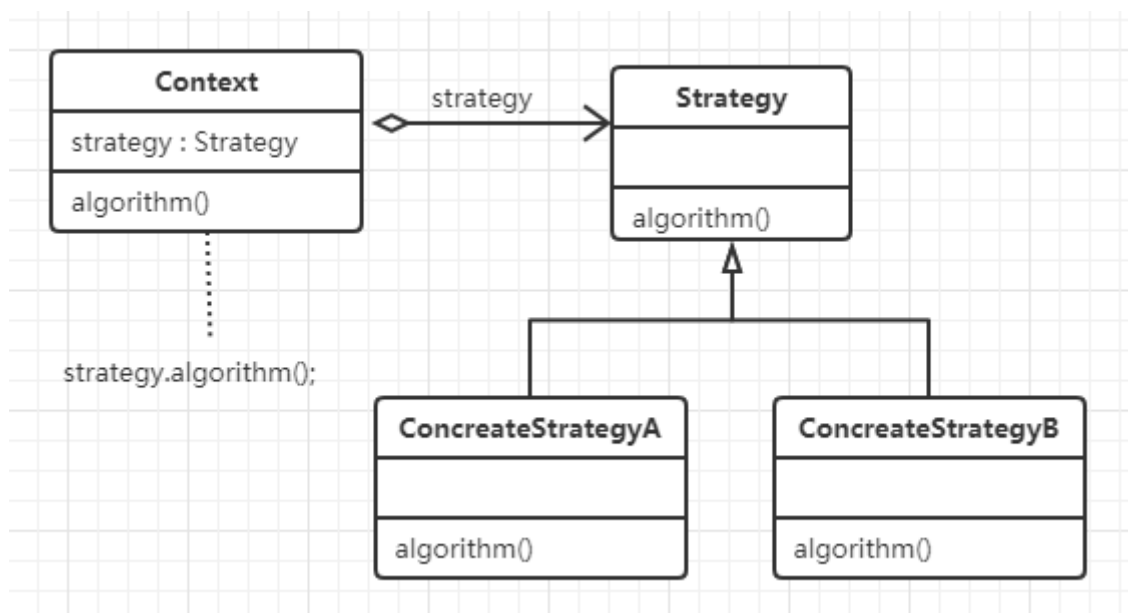 Context
strategy : Strategy
algorithm()
strategy.algorithm();
strategy
Strategy
algorithm()
ConcreateStrategyA
algorithm()
ConcreateStrategyB
algorithm()